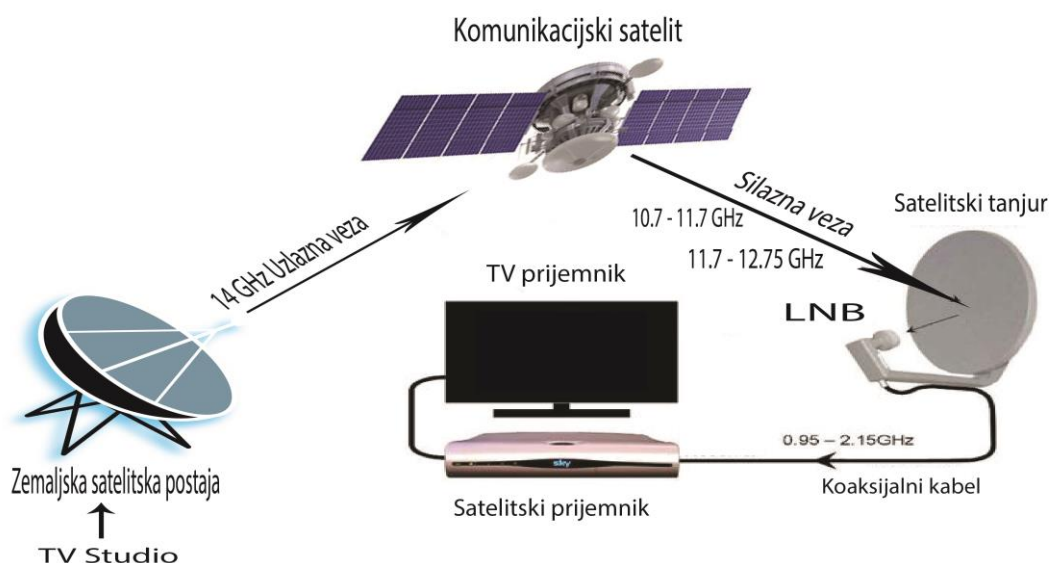 Komunikacijski satelit
14 GHz Uzlazna veza
Silazna veza
10.7 - 11.7 GHz
11.7 - 12.75 GHz
Satelitski tanjur
TV prijemnik
LNB
sky
0.95 – 2.15GHz
Koaksijalni kabel
Satelitski prijemnik
Zemaljska satelitska postaja
TV Studio